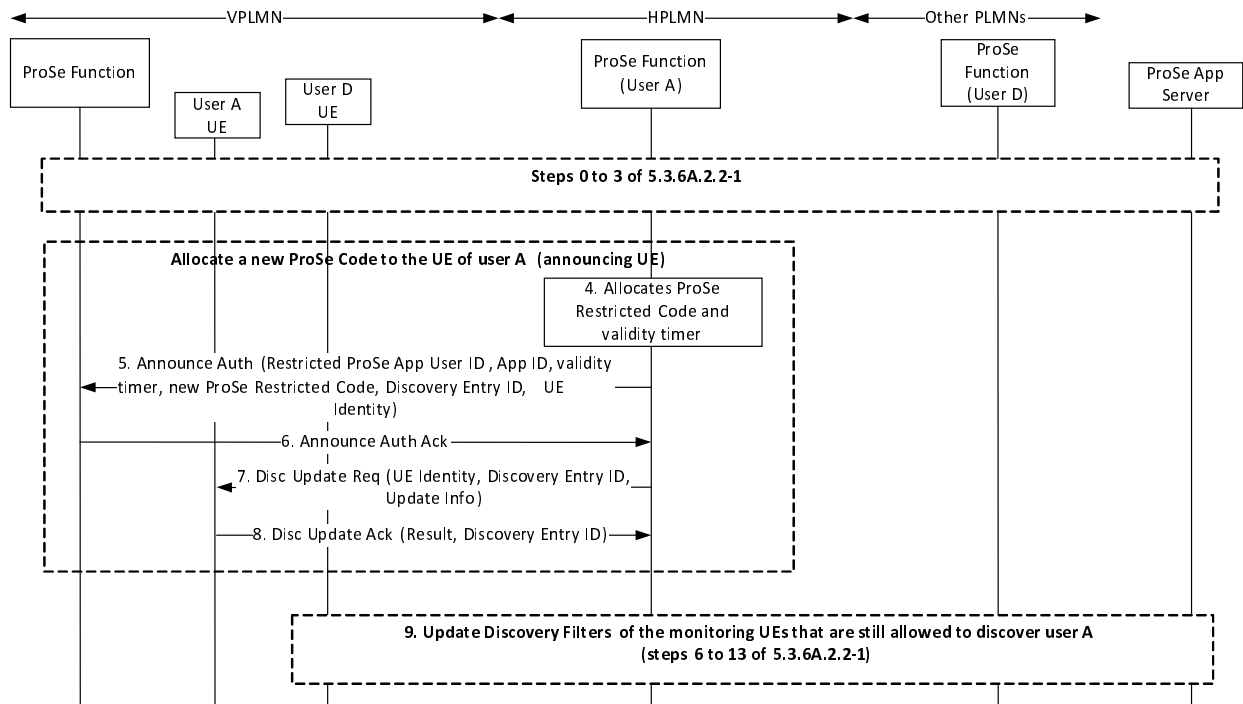 VPLMN
HPLMN
Other PLMNs
ProSe Function
User A
UE
User D
UE
ProSe Function
(User A)
ProSe
Function
(User D)
ProSe App
Server
Steps 0 to 3 of 5.3.6A.2.2-1
Allocate a new ProSe Code to the UE of user A (announcing UE)
4. Allocates ProSe
Restricted Code and
validity timer
5. Announce Auth (Restricted ProSe App User ID, App ID, validity
timer, new ProSe Restricted Code, Discovery Entry ID, UE
Identity)
6. Announce Auth Ack
7. Disc Update Req (UE Identity, Discovery Entry ID,
Update Info)
8. Disc Update Ack (Result, Discovery Entry ID)
9. Update Discovery Filters of the monitoring UEs that are still allowed to discover user A
(steps 6 to 13 of 5.3.6A.2.2-1)